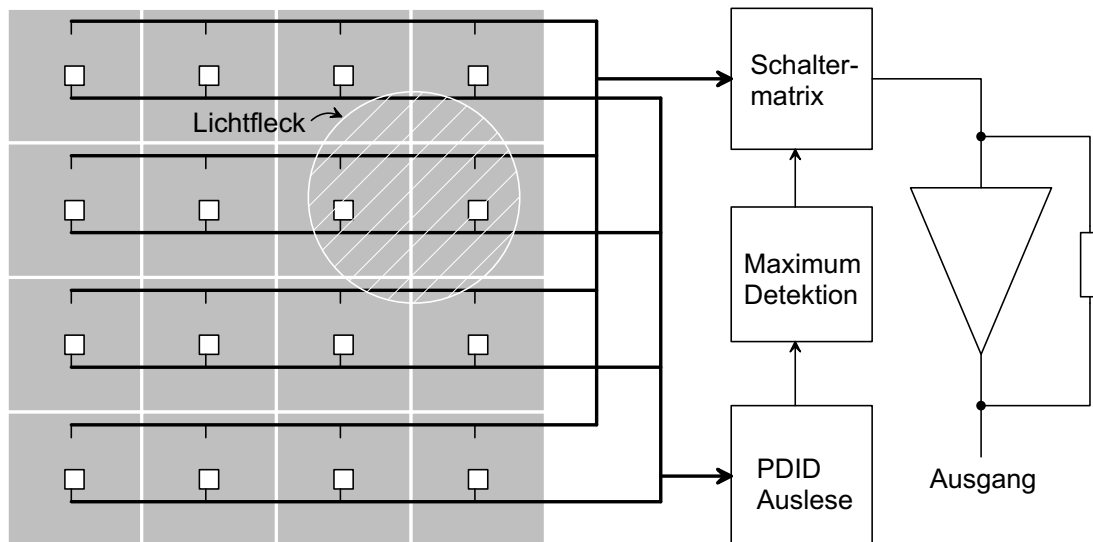 Schalter-
matrix
Lichtfleck
Maximum
Detektion
PDID
Auslese
Ausgang